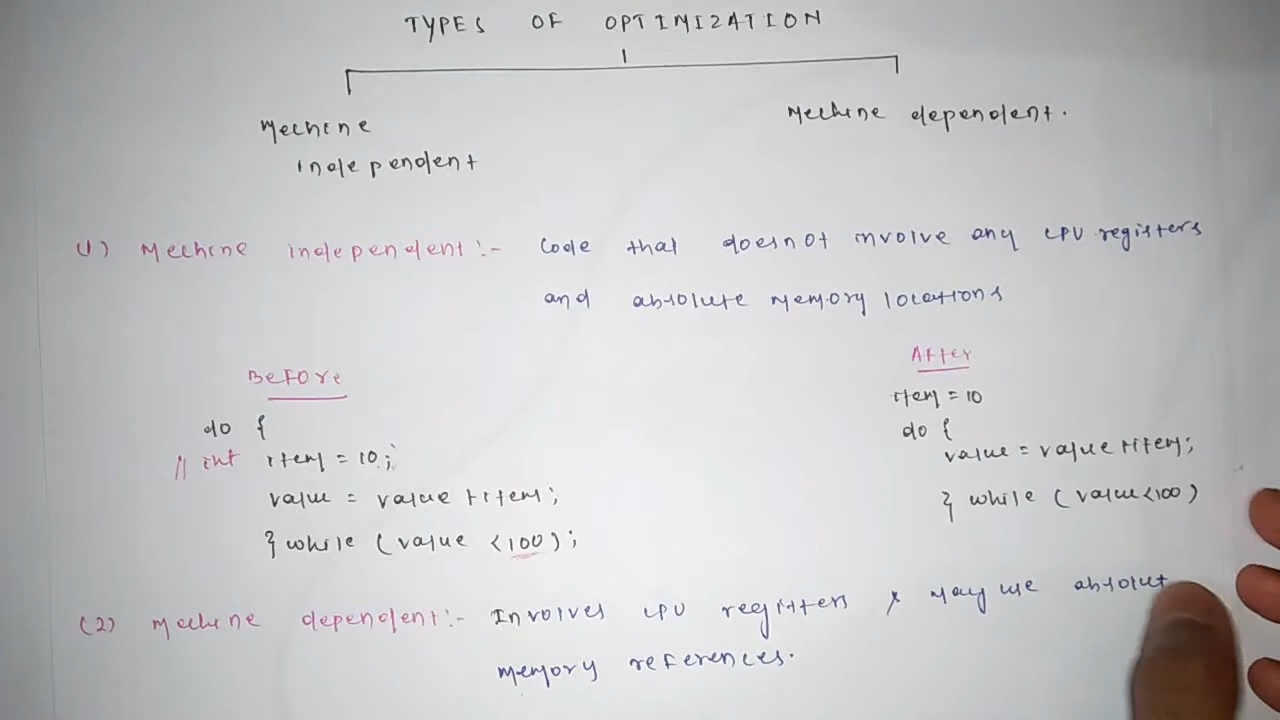 TYPES OF OPTIMIZATION
Mechine
independent
Mechine dependent.
(1) Mechine independent :- Code that doesnot involve any CPU registers
and absolute memory locations
Before
do {
// int item = 10;
value = value + item;
} while (value < 100);
After
item = 10
do {
value = value + item;
} while (value < 100)
(2) Mechine dependent :- Involves CPU registers & may use absolut
memory references.